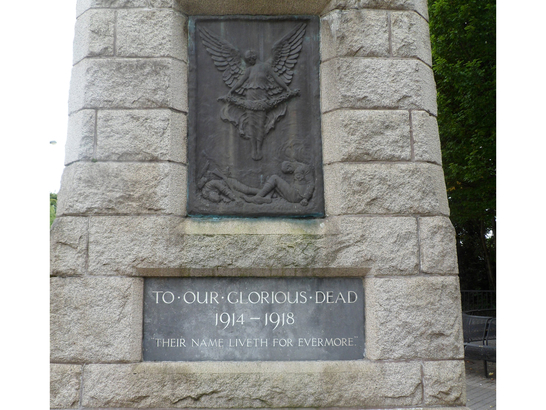 TO·OUR·GLORIOUS·DEAD
1914–1918
"THEIR NAME LIVETH FOR EVERMORE."